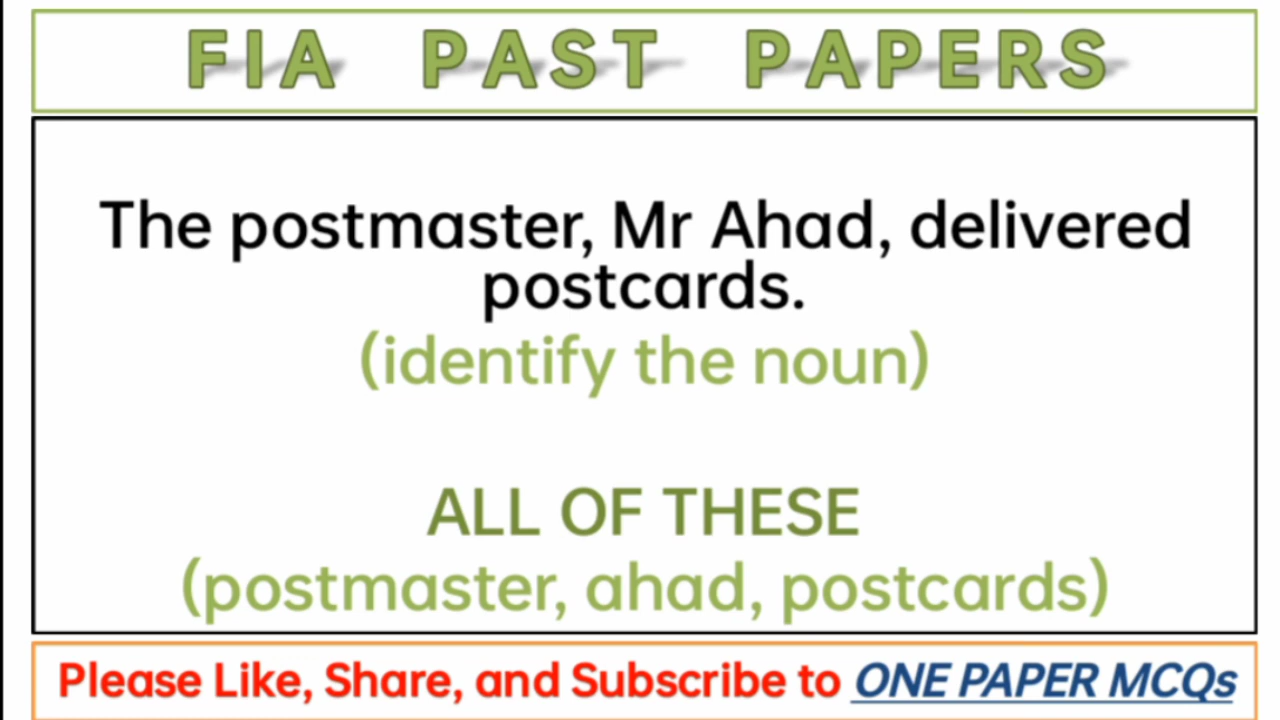 FIA PAST PAPERS
The postmaster, Mr Ahad, delivered
postcards.
(identify the noun)
ALL OF THESE
(postmaster, ahad, postcards)
Please Like, Share, and Subscribe to ONE PAPER MCQs